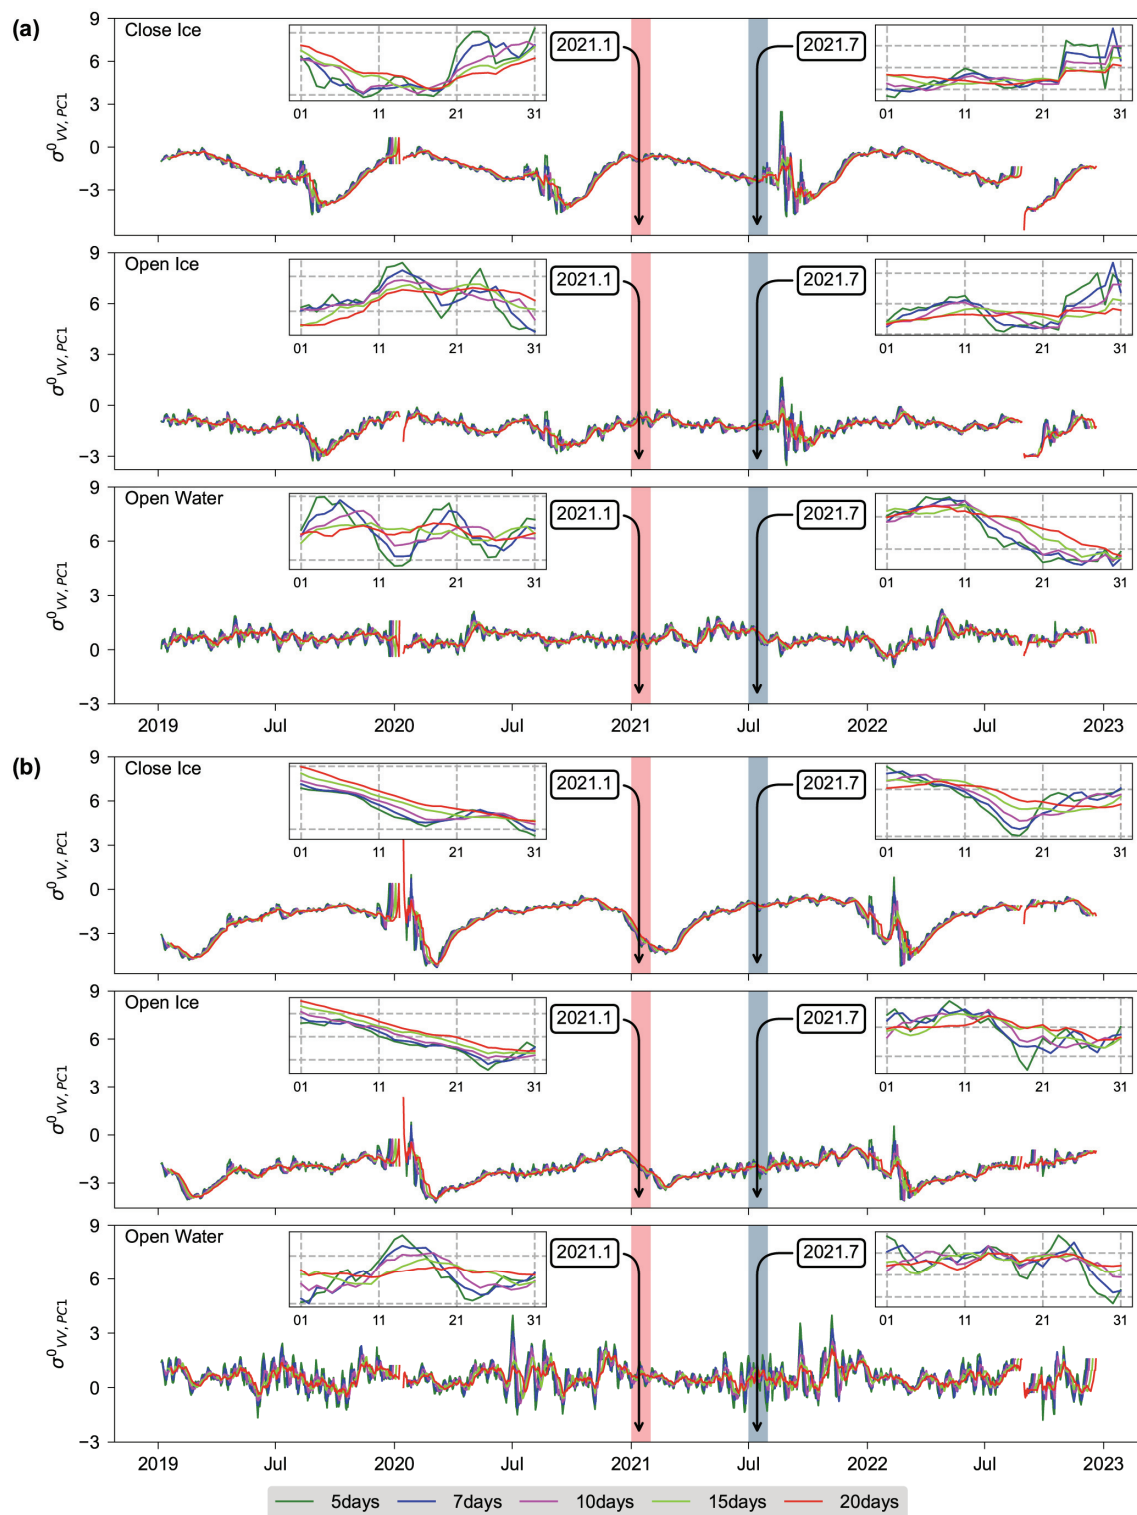 (a)
Close Ice
2021.1
2021.7
01 11 21 31
01 11 21 31
9
6
3
0
−3
σ⁰VV, PC1
Open Ice
2021.1
2021.7
01 11 21 31
01 11 21 31
9
6
3
0
−3
σ⁰VV, PC1
Open Water
2021.1
2021.7
01 11 21 31
01 11 21 31
9
6
3
0
−3
σ⁰VV, PC1
2019 Jul 2020 Jul 2021 Jul 2022 Jul 2023
(b)
Close Ice
2021.1
2021.7
01 11 21 31
01 11 21 31
9
6
3
0
−3
σ⁰VV, PC1
Open Ice
2021.1
2021.7
01 11 21 31
01 11 21 31
9
6
3
0
−3
σ⁰VV, PC1
Open Water
2021.1
2021.7
01 11 21 31
01 11 21 31
9
6
3
0
−3
σ⁰VV, PC1
2019 Jul 2020 Jul 2021 Jul 2022 Jul 2023
5days 7days 10days 15days 20days